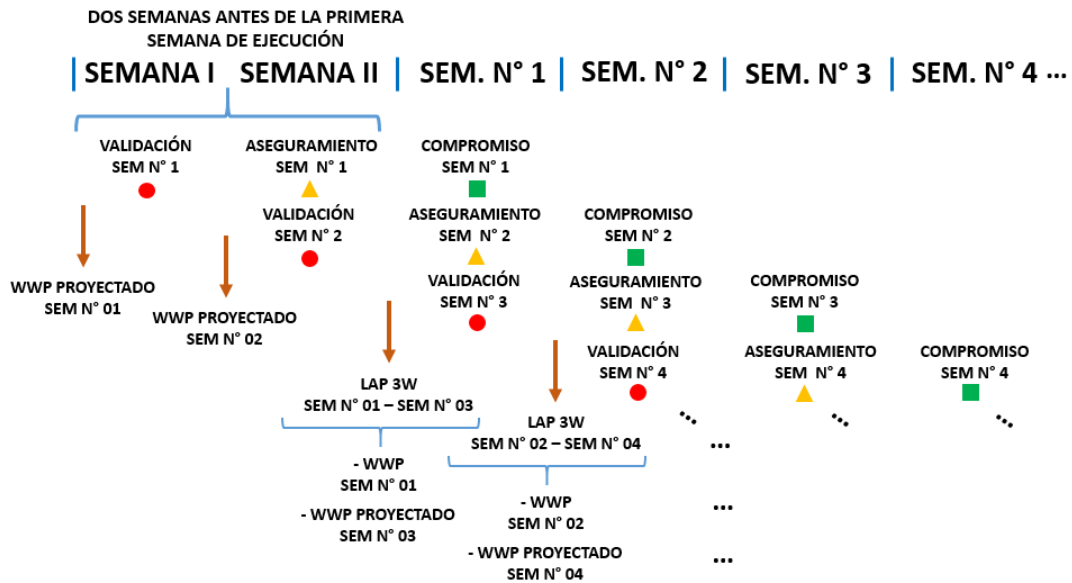 DOS SEMANAS ANTES DE LA PRIMERA
SEMANA DE EJECUCIÓN
SEMANA I
SEMANA II
SEM. N° 1
SEM. N° 2
SEM. N° 3
SEM. N° 4 ...
VALIDACIÓN
SEM N° 1
ASEGURAMIENTO
SEM N° 1
COMPROMISO
SEM N° 1
VALIDACIÓN
SEM N° 2
ASEGURAMIENTO
SEM N° 2
COMPROMISO
SEM N° 2
WWP PROYECTADO
SEM N° 01
WWP PROYECTADO
SEM N° 02
VALIDACIÓN
SEM N° 3
ASEGURAMIENTO
SEM N° 3
COMPROMISO
SEM N° 3
VALIDACIÓN
SEM N° 4
ASEGURAMIENTO
SEM N° 4
COMPROMISO
SEM N° 4
LAP 3W
SEM N° 01 – SEM N° 03
LAP 3W
SEM N° 02 – SEM N° 04
...
...
...
...
- WWP
SEM N° 01
- WWP PROYECTADO
SEM N° 03
- WWP
SEM N° 02
...
- WWP PROYECTADO
SEM N° 04
...